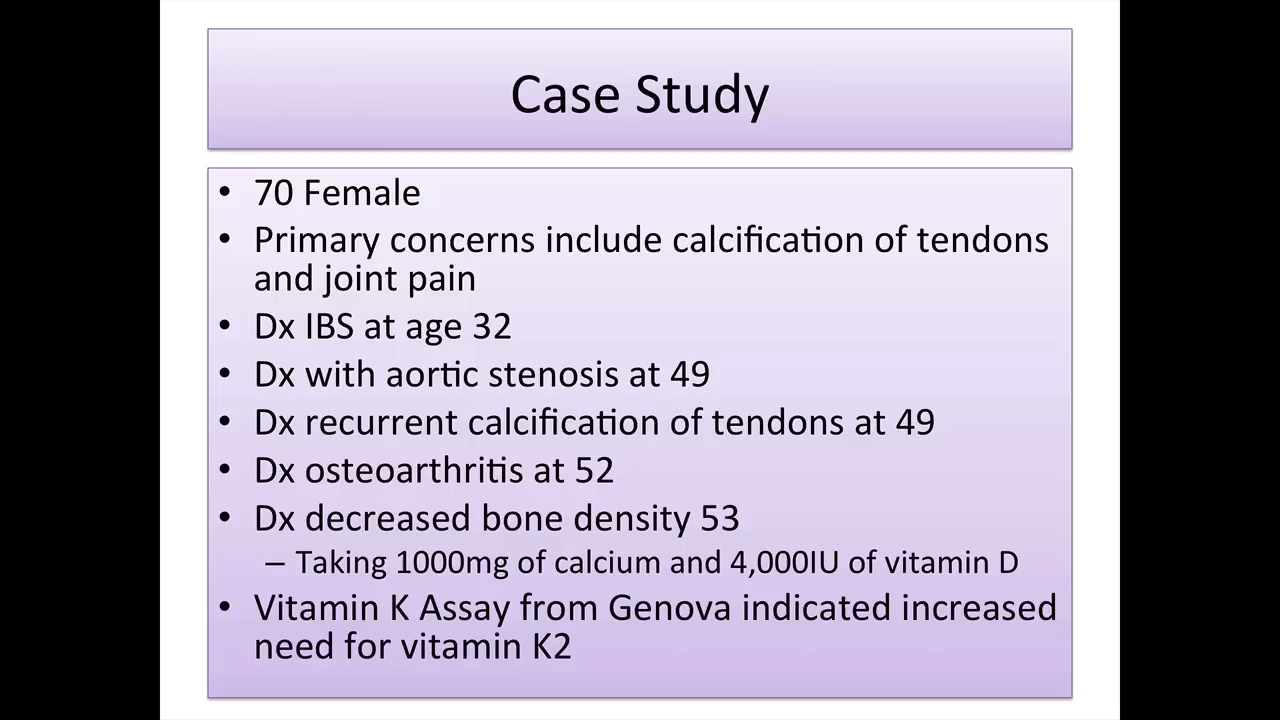 Case Study
• 70 Female
• Primary concerns include calcification of tendons
and joint pain
• Dx IBS at age 32
• Dx with aortic stenosis at 49
• Dx recurrent calcification of tendons at 49
• Dx osteoarthritis at 52
• Dx decreased bone density 53
– Taking 1000mg of calcium and 4,000IU of vitamin D
• Vitamin K Assay from Genova indicated increased
need for vitamin K2